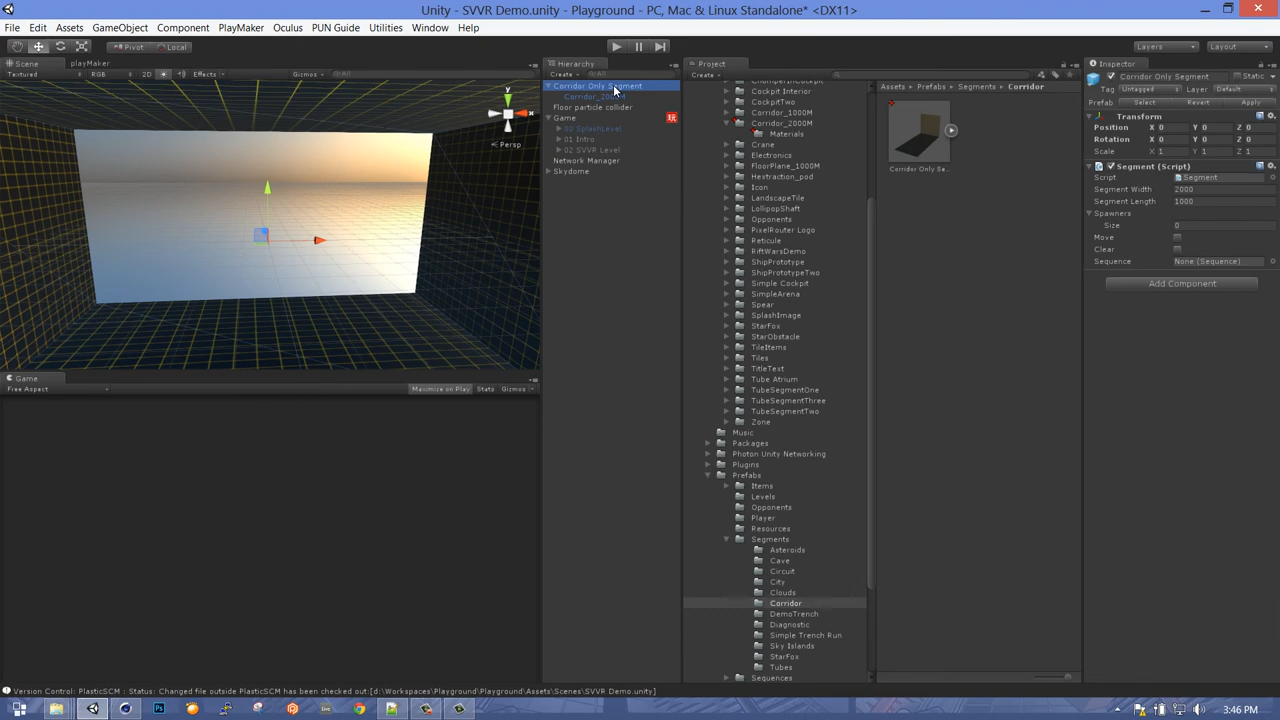 Unity - SVVR Demo.unity - Playground - PC, Mac & Linux Standalone* <DX11>
File Edit Assets GameObject Component PlayMaker Oculus PUN Guide Utilities Window Help
Pivot Local
Layers Layout
Scene playMaker
Textured RGB 2D Effects Gizmos All
y
x
Persp
Game
Free Aspect Maximize on Play Stats Gizmos
Hierarchy
Create All
Corridor Only Segment
Corridor_2000M
Floor particle collider
Game
00 SplashLevel
01 Intro
02 SVVR Level
Network Manager
Skydome
Project
Create
ChamperInCockpit
Cockpit Interior
CockpitTwo
Corridor_1000M
Corridor_2000M
Materials
Crane
Electronics
FloorPlane_1000M
Hextraction_pod
Icon
LandscapeTile
LollipopShaft
Opponents
PixelRouter Logo
Reticule
RiftWarsDemo
ShipPrototype
ShipPrototypeTwo
Simple Cockpit
SimpleArena
Spear
SplashImage
StarFox
StarObstacle
TileItems
Tiles
TitleText
Tube Atrium
TubeSegmentOne
TubeSegmentThree
TubeSegmentTwo
Zone
Music
Packages
Photon Unity Networking
Plugins
Prefabs
Items
Levels
Opponents
Player
Resources
Segments
Asteroids
Cave
Circuit
City
Clouds
Corridor
DemoTrench
Diagnostic
Simple Trench Run
Sky Islands
StarFox
Tubes
Sequences
Assets Prefabs Segments Corridor
Corridor Only Se...
Inspector
Corridor Only Segment Static
Tag Untagged Layer Default
Prefab Select Revert Apply
Transform
Position X 0 Y 0 Z 0
Rotation X 0 Y 0 Z 0
Scale X 1 Y 1 Z 1
Segment (Script)
Script Segment
Segment Width 2000
Segment Length 1000
Spawners
Size 0
Move
Clear
Sequence None (Sequence)
Add Component
Version Control: PlasticSCM : Status: Changed file outside PlasticSCM has been checked out:[d:\Workspaces\Playground\Playground\Assets\Scenes\SVVR Demo.unity]
Ps
live
3:46 PM